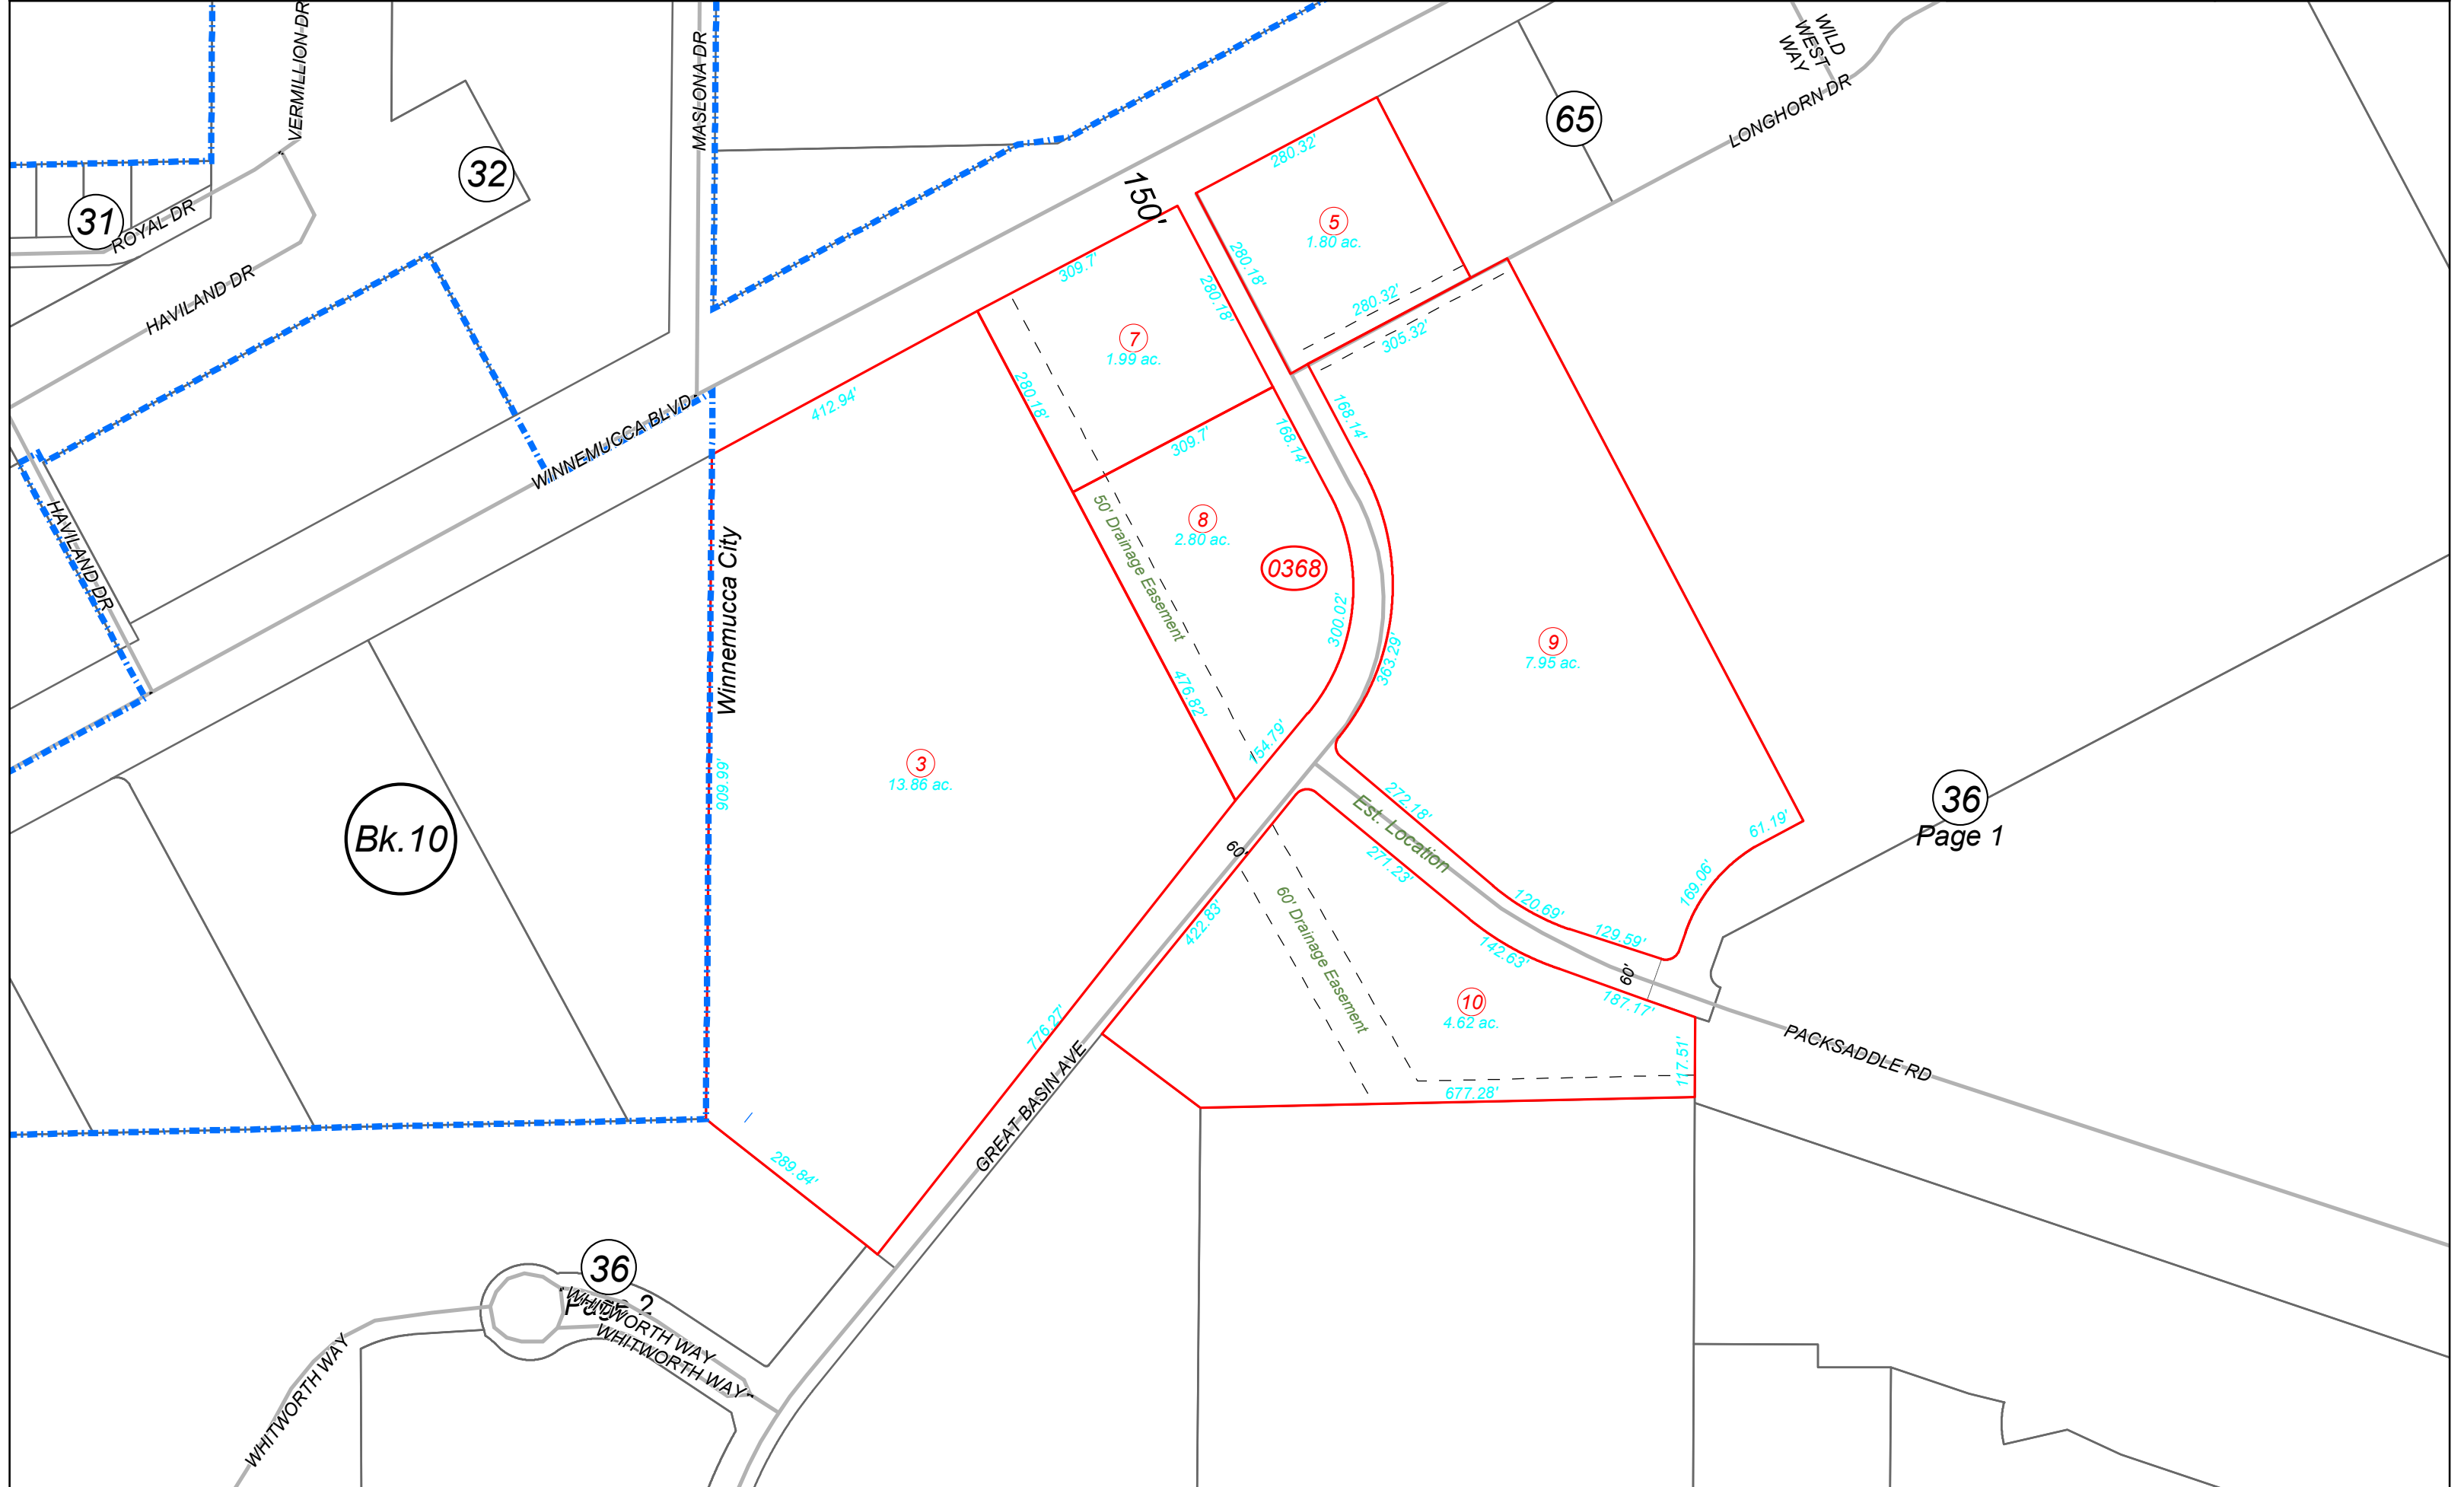 VERMILLION DR
MASLONA DR
WILD
WEST
WAY
LONGHORN DR
65
32
31
ROYAL DR
HAVILAND DR
150'
280.32'
5
1.80 ac.
280.18'
280.32'
305.32'
309.7'
280.18'
7
1.99 ac.
280.18'
309.7'
412.94'
WINNEMUCCA BLVD
HAVILAND DR
Winnemucca City
168.14'
168.14'
50' Drainage Easement
8
2.80 ac.
0368
300.02'
363.29'
9
7.95 ac.
476.82'
154.79'
3
13.86 ac.
909.99'
Bk.10
36
Page 1
272.18'
Est. Location
271.23'
61.19'
169.06'
120.69'
129.59'
142.63'
60'
60'
422.83'
60' Drainage Easement
10
4.62 ac.
187.17'
117.51'
677.28'
PACKSADDLE RD
776.27'
GREAT BASIN AVE
289.84'
36
Page 2
WHITWORTH WAY
WHITWORTH WAY
WHITWORTH WAY